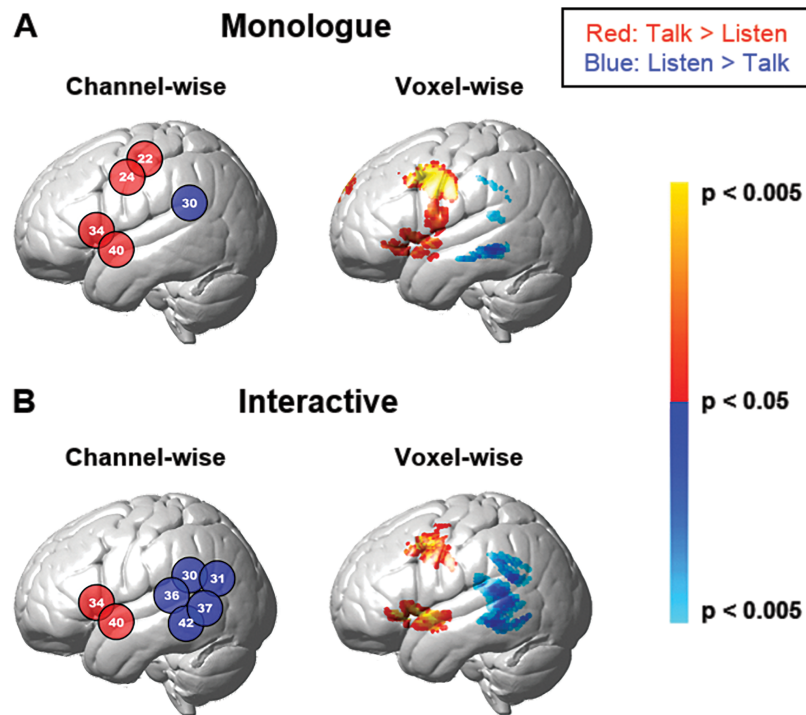 A
Monologue
Red: Talk > Listen
Blue: Listen > Talk
Channel-wise
Voxel-wise
22
24
30
34
40
p < 0.005
p < 0.05
p < 0.005
B
Interactive
Channel-wise
Voxel-wise
30
31
36
34
37
40
42